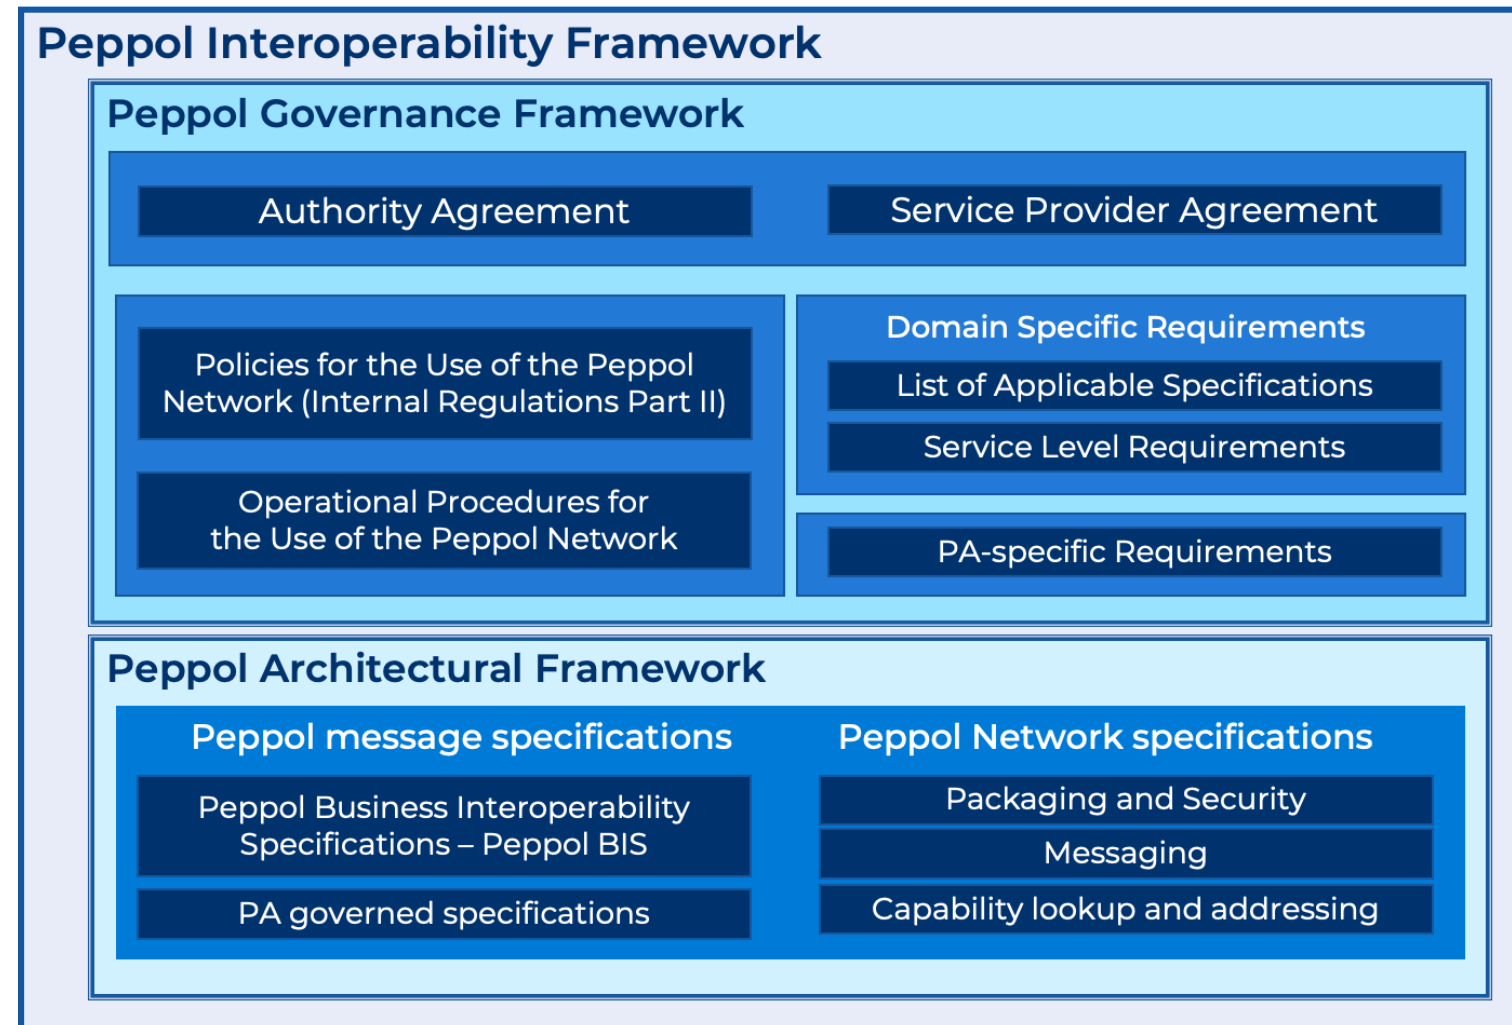 Peppol Interoperability Framework
Peppol Governance Framework
Authority Agreement
Service Provider Agreement
Policies for the Use of the Peppol
Network (Internal Regulations Part II)
Operational Procedures for
the Use of the Peppol Network
Domain Specific Requirements
List of Applicable Specifications
Service Level Requirements
PA-specific Requirements
Peppol Architectural Framework
Peppol message specifications
Peppol Business Interoperability
Specifications – Peppol BIS
PA governed specifications
Peppol Network specifications
Packaging and Security
Messaging
Capability lookup and addressing